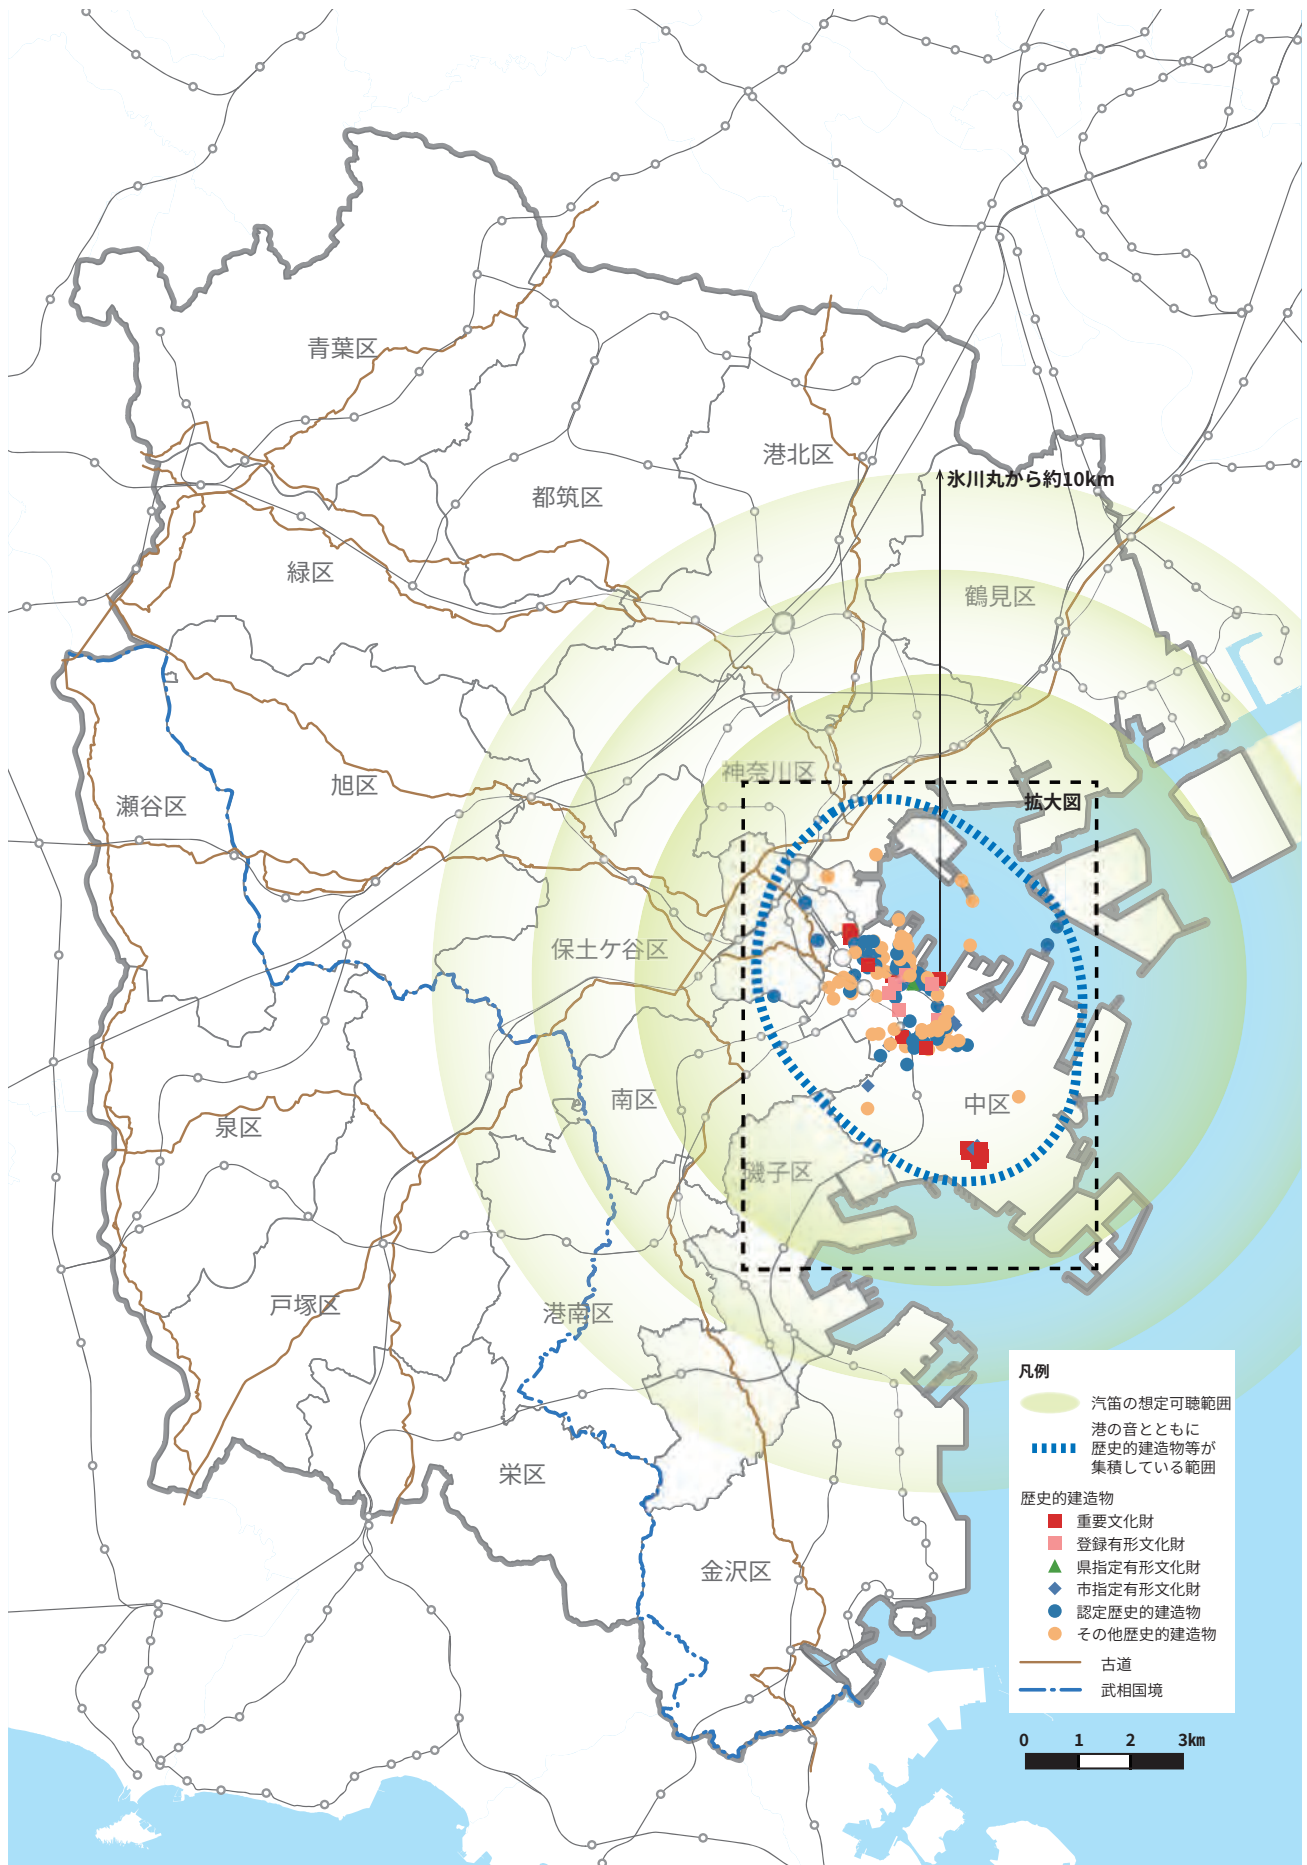 青葉区
港北区
氷川丸から約10km
都筑区
緑区
鶴見区
神奈川区
旭区
瀬谷区
拡大図
保土ケ谷区
南区
中区
泉区
磯子区
戸塚区
港南区
栄区
金沢区
凡例
汽笛の想定可聴範囲
港の音とともに
歴史的建造物等が
集積している範囲
歴史的建造物
重要文化財
登録有形文化財
県指定有形文化財
市指定有形文化財
認定歴史的建造物
その他歴史的建造物
古道
武相国境
0 1 2 3km